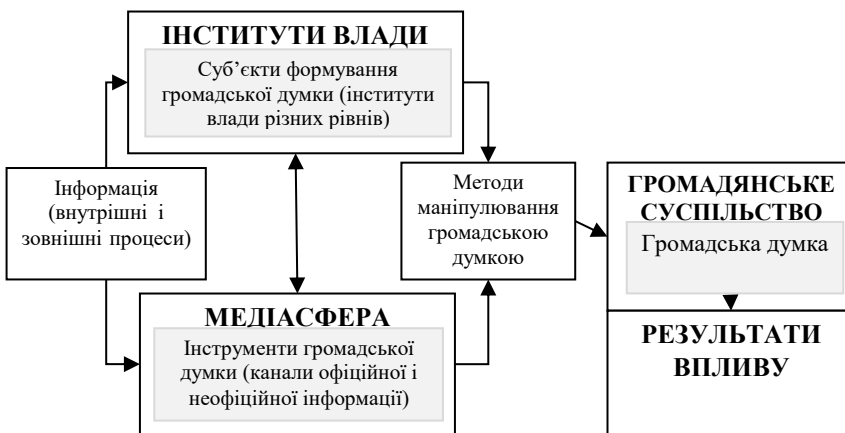 ІНСТИТУТИ ВЛАДИ
Суб’єкти формування
громадської думки (інститути
влади різних рівнів)
Інформація
(внутрішні і
зовнішні процеси)
Методи
маніпулювання
громадською
думкою
ГРОМАДЯНСЬКЕ
СУСПІЛЬСТВО
Громадська думка
МЕДІАСФЕРА
Інструменти громадської
думки (канали офіційної і
неофіційної інформації)
РЕЗУЛЬТАТИ
ВПЛИВУ